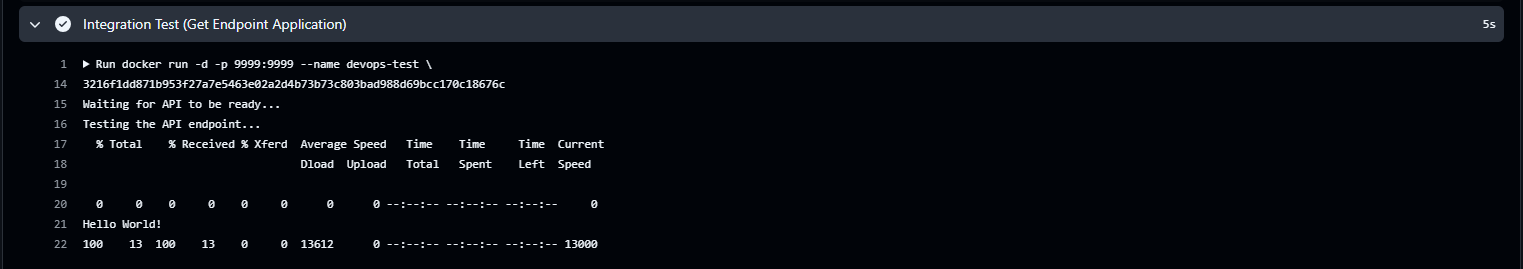 Integration Test (Get Endpoint Application) 5s
1 Run docker run -d -p 9999:9999 --name devops-test \
14 3216f1dd871b953f27a7e5463e02a2d4b73b73c803bad988d69bcc170c18676c
15 Waiting for API to be ready...
16 Testing the API endpoint...
17 % Total % Received % Xferd Average Speed Time Time Time Current
18 Dload Upload Total Spent Left Speed
19
20 0 0 0 0 0 0 0 0 --:--:-- --:--:-- --:--:-- 0
21 Hello World!
22 100 13 100 13 0 0 13612 0 --:--:-- --:--:-- --:--:-- 13000